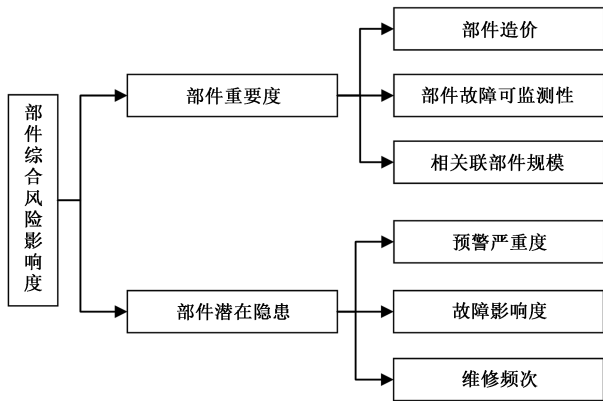 部件综合风险影响度
部件重要度
部件造价
部件故障可监测性
相关联部件规模
部件潜在隐患
预警严重度
故障影响度
维修频次